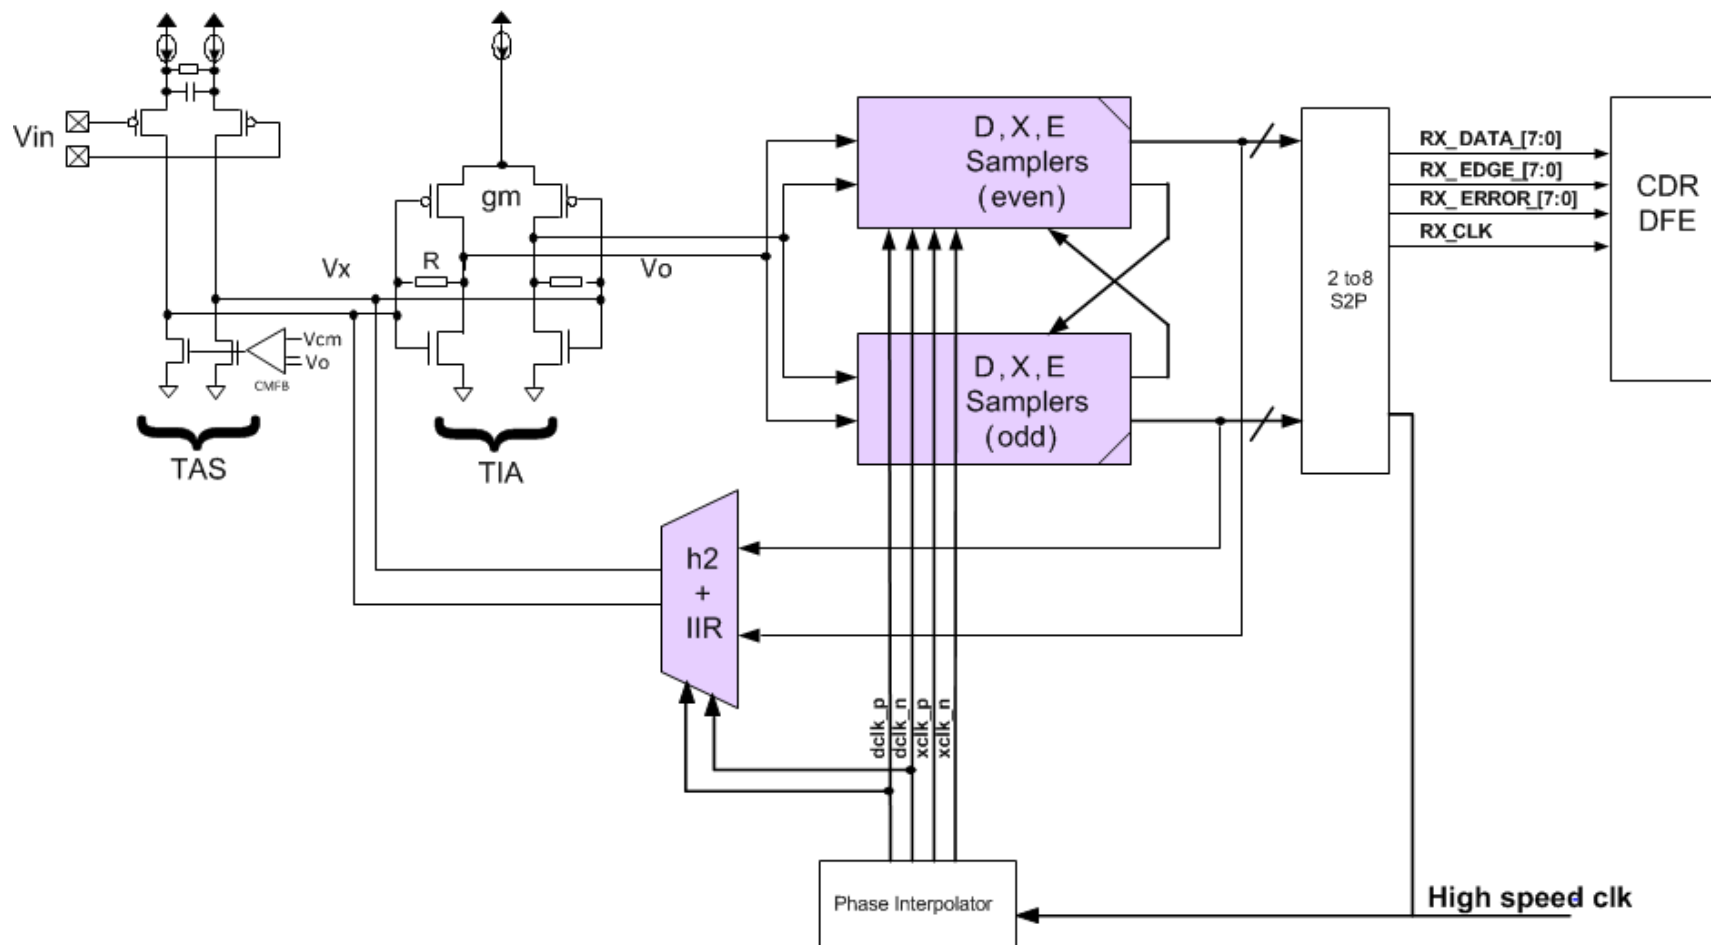 Vin
TAS
Vx
Vcm
Vo
CMFB
gm
R
Vo
TIA
D, X, E
Samplers
(even)
D, X, E
Samplers
(odd)
h2
+
IIR
dclk_p
dclk_n
xclk_p
xclk_n
Phase Interpolator
2 to8
S2P
RX_DATA_[7:0]
RX_EDGE_[7:0]
RX_ERROR_[7:0]
RX_CLK
CDR
DFE
High speed clk